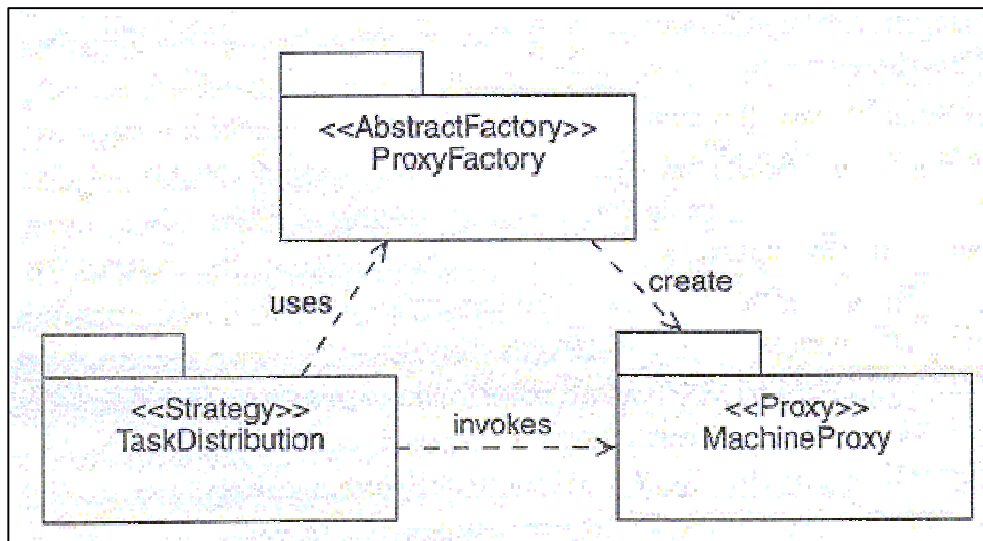 <<AbstractFactory>>
ProxyFactory
uses
create
<<Strategy>>
TaskDistribution
invokes
<<Proxy>>
MachineProxy